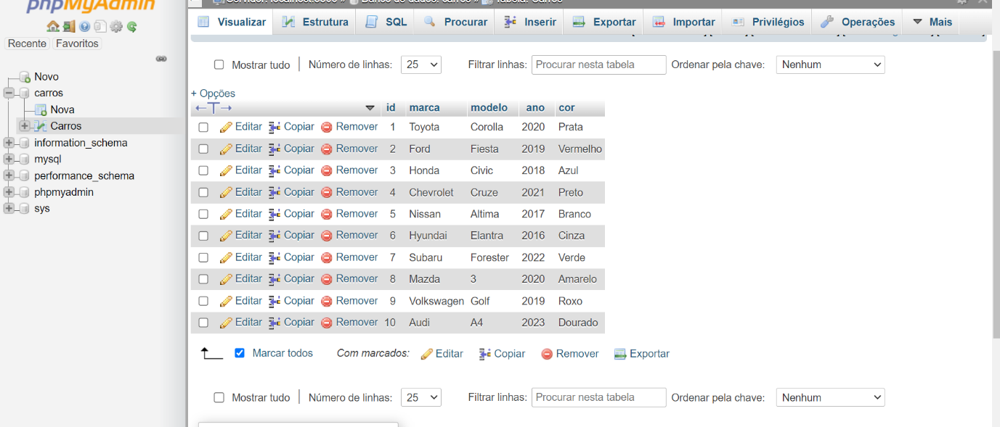 phpMyAdmin
Servidor: localhost:3306 » Banco de dados: carros » Tabela: Carros
Visualizar Estrutura SQL Procurar Inserir Exportar Importar Privilégios Operações Mais
Recente Favoritos
Novo
carros
Nova
Carros
information_schema
mysql
performance_schema
phpmyadmin
sys
Mostrar tudo Número de linhas: 25 Filtrar linhas: Procurar nesta tabela Ordenar pela chave: Nenhum
+ Opções
←T→ id marca modelo ano cor
Editar Copiar Remover 1 Toyota Corolla 2020 Prata
Editar Copiar Remover 2 Ford Fiesta 2019 Vermelho
Editar Copiar Remover 3 Honda Civic 2018 Azul
Editar Copiar Remover 4 Chevrolet Cruze 2021 Preto
Editar Copiar Remover 5 Nissan Altima 2017 Branco
Editar Copiar Remover 6 Hyundai Elantra 2016 Cinza
Editar Copiar Remover 7 Subaru Forester 2022 Verde
Editar Copiar Remover 8 Mazda 3 2020 Amarelo
Editar Copiar Remover 9 Volkswagen Golf 2019 Roxo
Editar Copiar Remover 10 Audi A4 2023 Dourado
Marcar todos Com marcados: Editar Copiar Remover Exportar
Mostrar tudo Número de linhas: 25 Filtrar linhas: Procurar nesta tabela Ordenar pela chave: Nenhum